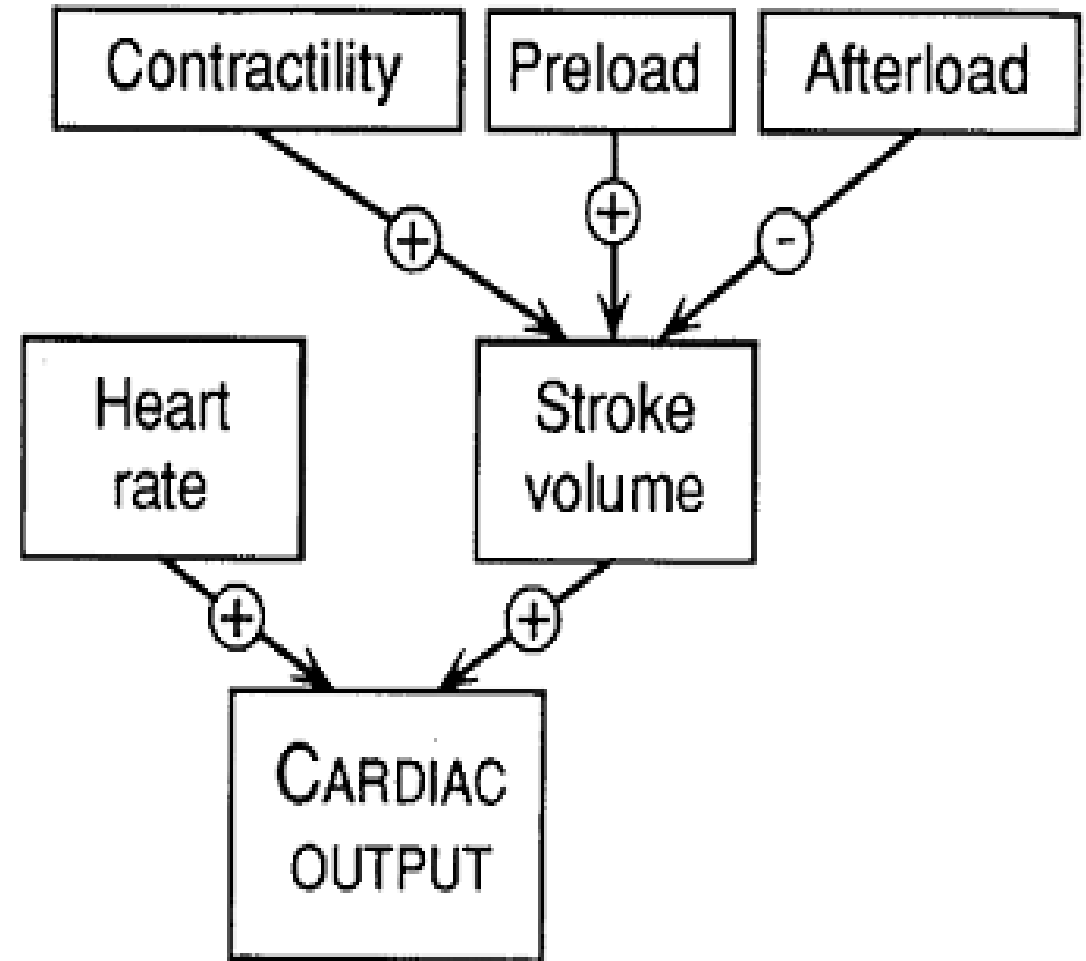 Contractility
Preload
Afterload
+
+
-
Heart
rate
Stroke
volume
+
+
CARDIAC
OUTPUT